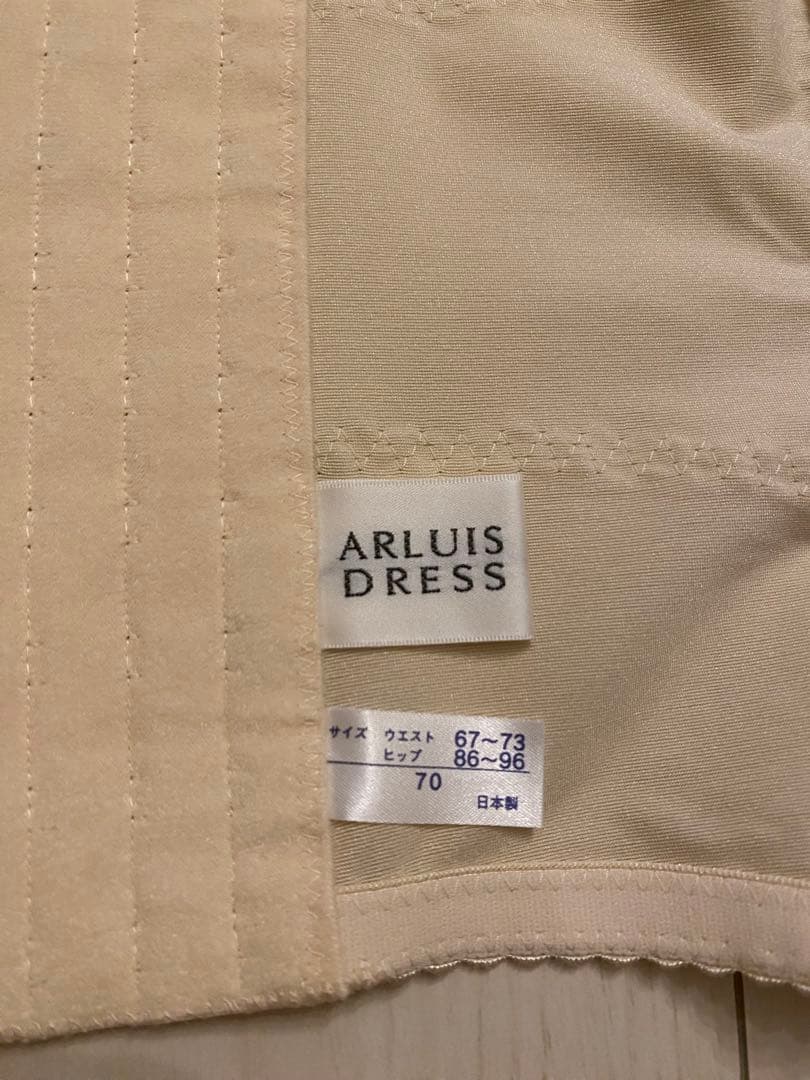 ARLUIS
DRESS
サイズ ウエスト 67～73
ヒップ 86～96
70
日本製